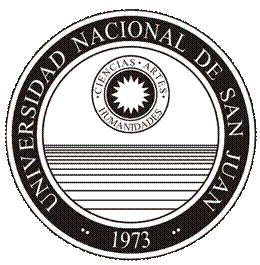 UNIVERSIDAD NACIONAL DE SAN JUAN
·CIENCIAS·ARTES·
HUMANIDADES
·· 1973 ··